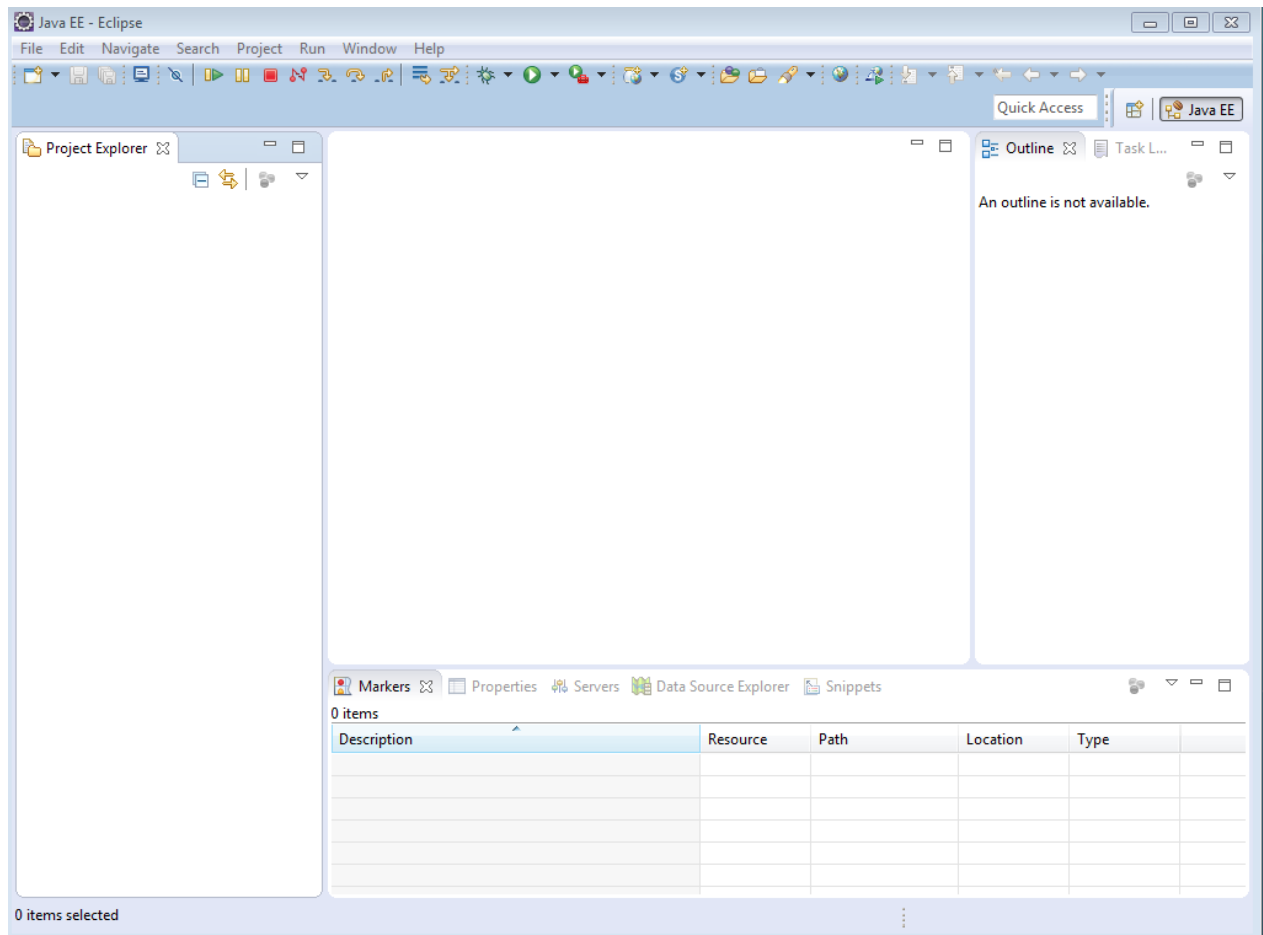 Java EE - Eclipse
File Edit Navigate Search Project Run Window Help
Quick Access Java EE
Project Explorer
Outline Task L...
An outline is not available.
Markers Properties Servers Data Source Explorer Snippets
0 items
Description Resource Path Location Type
0 items selected